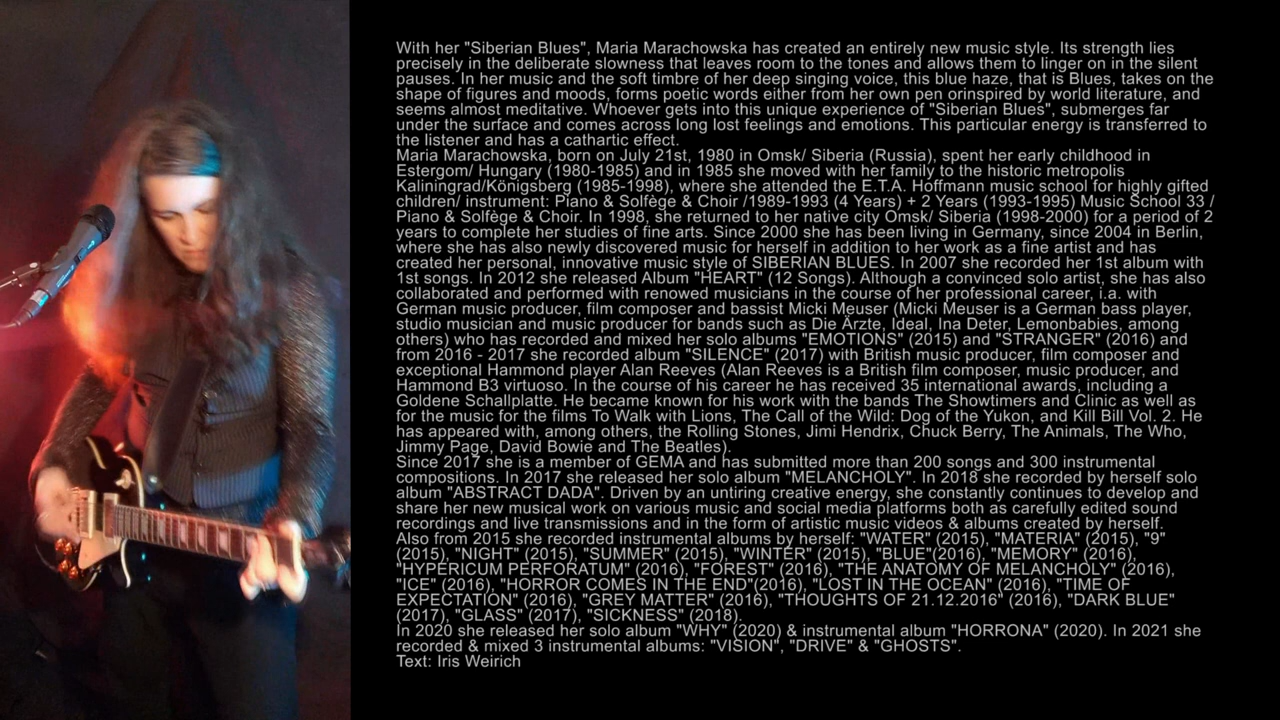 With her "Siberian Blues", Maria Marachowska has created an entirely new music style. Its strength lies
precisely in the deliberate slowness that leaves room to the tones and allows them to linger on in the silent
pauses. In her music and the soft timbre of her deep singing voice, this blue haze, that is Blues, takes on the
shape of figures and moods, forms poetic words either from her own pen orinspired by world literature, and
seems almost meditative. Whoever gets into this unique experience of "Siberian Blues", submerges far
under the surface and comes across long lost feelings and emotions. This particular energy is transferred to
the listener and has a cathartic effect.
Maria Marachowska, born on July 21st, 1980 in Omsk/ Siberia (Russia), spent her early childhood in
Estergom/ Hungary (1980-1985) and in 1985 she moved with her family to the historic metropolis
Kaliningrad/Königsberg (1985-1998), where she attended the E.T.A. Hoffmann music school for highly gifted
children/ instrument: Piano & Solfège & Choir /1989-1993 (4 Years) + 2 Years (1993-1995) Music School 33 /
Piano & Solfège & Choir. In 1998, she returned to her native city Omsk/ Siberia (1998-2000) for a period of 2
years to complete her studies of fine arts. Since 2000 she has been living in Germany, since 2004 in Berlin,
where she has also newly discovered music for herself in addition to her work as a fine artist and has
created her personal, innovative music style of SIBERIAN BLUES. In 2007 she recorded her 1st album with
1st songs. In 2012 she released Album "HEART" (12 Songs). Although a convinced solo artist, she has also
collaborated and performed with renowed musicians in the course of her professional career, i.a. with
German music producer, film composer and bassist Micki Meuser (Micki Meuser is a German bass player,
studio musician and music producer for bands such as Die Ärzte, Ideal, Ina Deter, Lemonbabies, among
others) who has recorded and mixed her solo albums "EMOTIONS" (2015) and "STRANGER" (2016) and
from 2016 - 2017 she recorded album "SILENCE" (2017) with British music producer, film composer and
exceptional Hammond player Alan Reeves (Alan Reeves is a British film composer, music producer, and
Hammond B3 virtuoso. In the course of his career he has received 35 international awards, including a
Goldene Schallplatte. He became known for his work with the bands The Showtimers and Clinic as well as
for the music for the films To Walk with Lions, The Call of the Wild: Dog of the Yukon, and Kill Bill Vol. 2. He
has appeared with, among others, the Rolling Stones, Jimi Hendrix, Chuck Berry, The Animals, The Who,
Jimmy Page, David Bowie and The Beatles).
Since 2017 she is a member of GEMA and has submitted more than 200 songs and 300 instrumental
compositions. In 2017 she released her solo album "MELANCHOLY". In 2018 she recorded by herself solo
album "ABSTRACT DADA". Driven by an untiring creative energy, she constantly continues to develop and
share her new musical work on various music and social media platforms both as carefully edited sound
recordings and live transmissions and in the form of artistic music videos & albums created by herself.
Also from 2015 she recorded instrumental albums by herself: "WATER" (2015), "MATERIA" (2015), "9"
(2015), "NIGHT" (2015), "SUMMER" (2015), "WINTER" (2015), "BLUE"(2016), "MEMORY" (2016),
"HYPERICUM PERFORATUM" (2016), "FOREST" (2016), "THE ANATOMY OF MELANCHOLY" (2016),
"ICE" (2016), "HORROR COMES IN THE END"(2016), "LOST IN THE OCEAN" (2016), "TIME OF
EXPECTATION" (2016), "GREY MATTER" (2016), "THOUGHTS OF 21.12.2016" (2016), "DARK BLUE"
(2017), "GLASS" (2017), "SICKNESS" (2018).
In 2020 she released her solo album "WHY" (2020) & instrumental album "HORRONA" (2020). In 2021 she
recorded & mixed 3 instrumental albums: "VISION", "DRIVE" & "GHOSTS".
Text: Iris Weirich